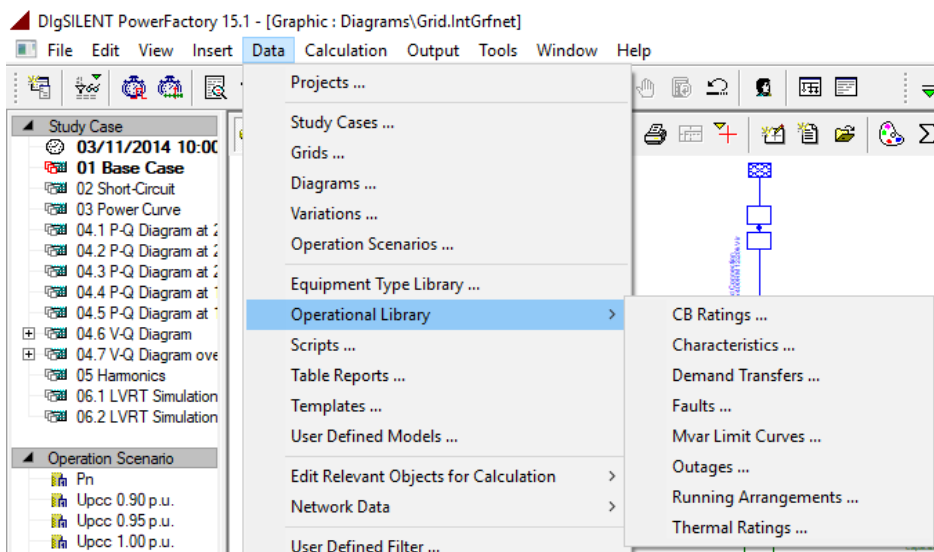 DIgSILENT PowerFactory 15.1 - [Graphic : Diagrams\Grid.IntGrfnet]
File Edit View Insert Data Calculation Output Tools Window Help
Projects ...
Study Cases ...
Grids ...
Diagrams ...
Variations ...
Operation Scenarios ...
Equipment Type Library ...
Operational Library
Scripts ...
Table Reports ...
Templates ...
User Defined Models ...
Edit Relevant Objects for Calculation
Network Data
User Defined Filter ...
CB Ratings ...
Characteristics ...
Demand Transfers ...
Faults ...
Mvar Limit Curves ...
Outages ...
Running Arrangements ...
Thermal Ratings ...
Study Case
03/11/2014 10:00
01 Base Case
02 Short-Circuit
03 Power Curve
04.1 P-Q Diagram at 2
04.2 P-Q Diagram at 2
04.3 P-Q Diagram at 2
04.4 P-Q Diagram at 1
04.5 P-Q Diagram at 1
04.6 V-Q Diagram
04.7 V-Q Diagram ove
05 Harmonics
06.1 LVRT Simulation
06.2 LVRT Simulation
Operation Scenario
Pn
Upcc 0.90 p.u.
Upcc 0.95 p.u.
Upcc 1.00 p.u.